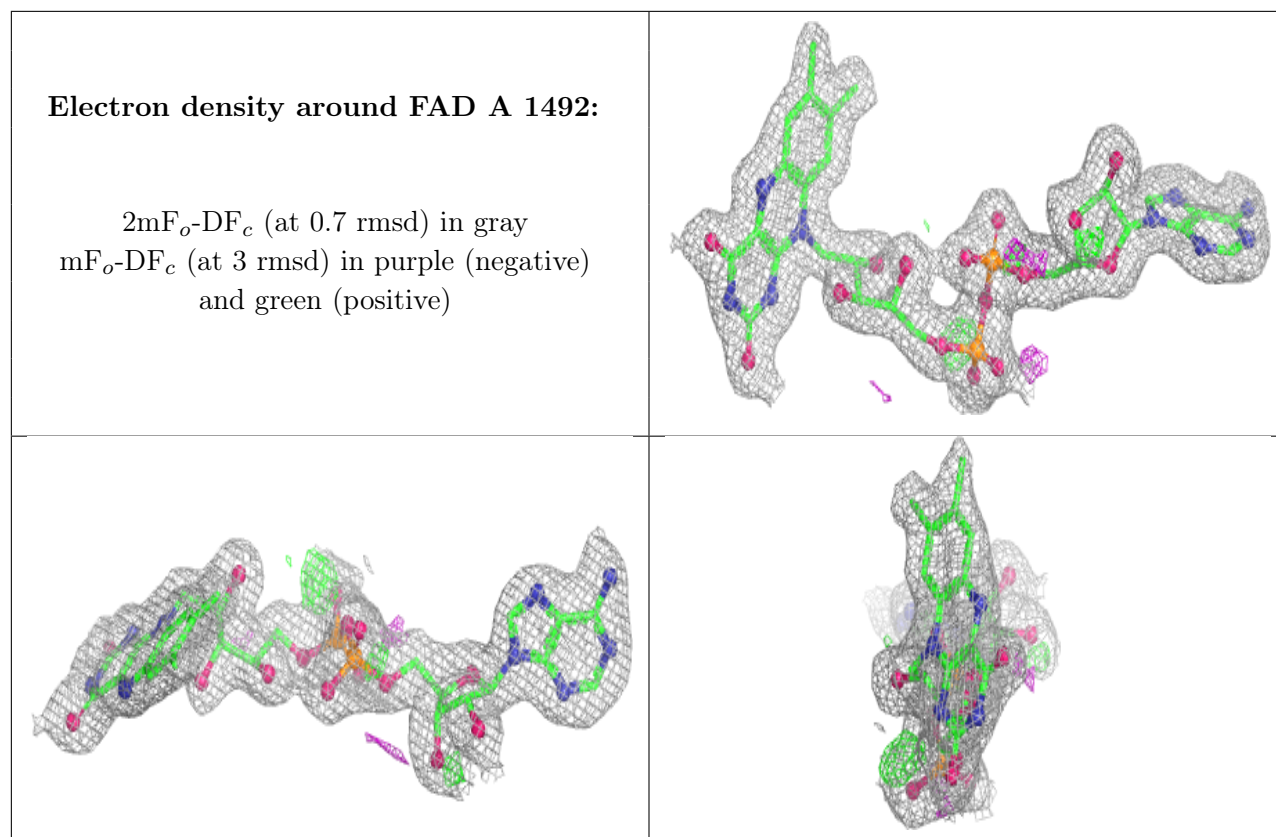 Electron density around FAD A 1492:
2mFo-DFc (at 0.7 rmsd) in gray
mFo-DFc (at 3 rmsd) in purple (negative)
and green (positive)